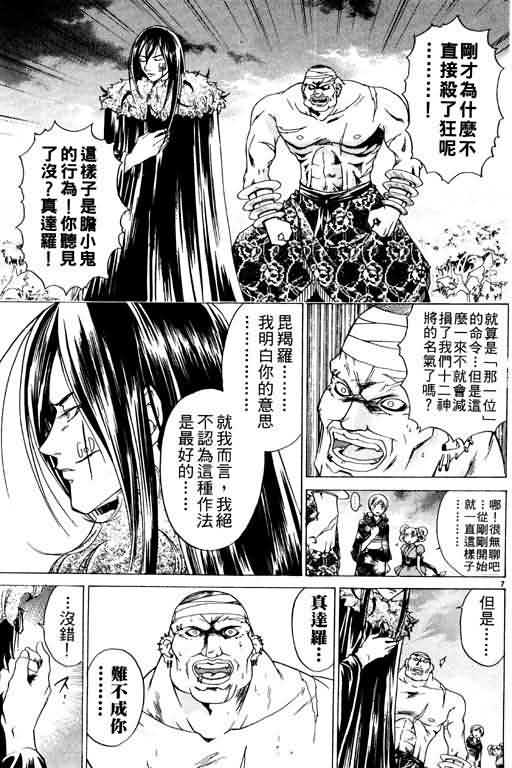 剛才為什麼不
直接殺了狂呢
………！
這樣子是膽小鬼
的行為！你聽見
了沒？真達羅！
就算是「那一位」
的命令…但是這
麼一來不就會減
損了我們十二神
將的名氣了嗎？
毘羯羅……
我明白你的意思
就我而言，我絕
不認為這種作法
是最好的……
哪！很無聊吧
…從剛剛開始
就一直這樣子
7
但是……
真達羅…
難不成你
…沒錯！